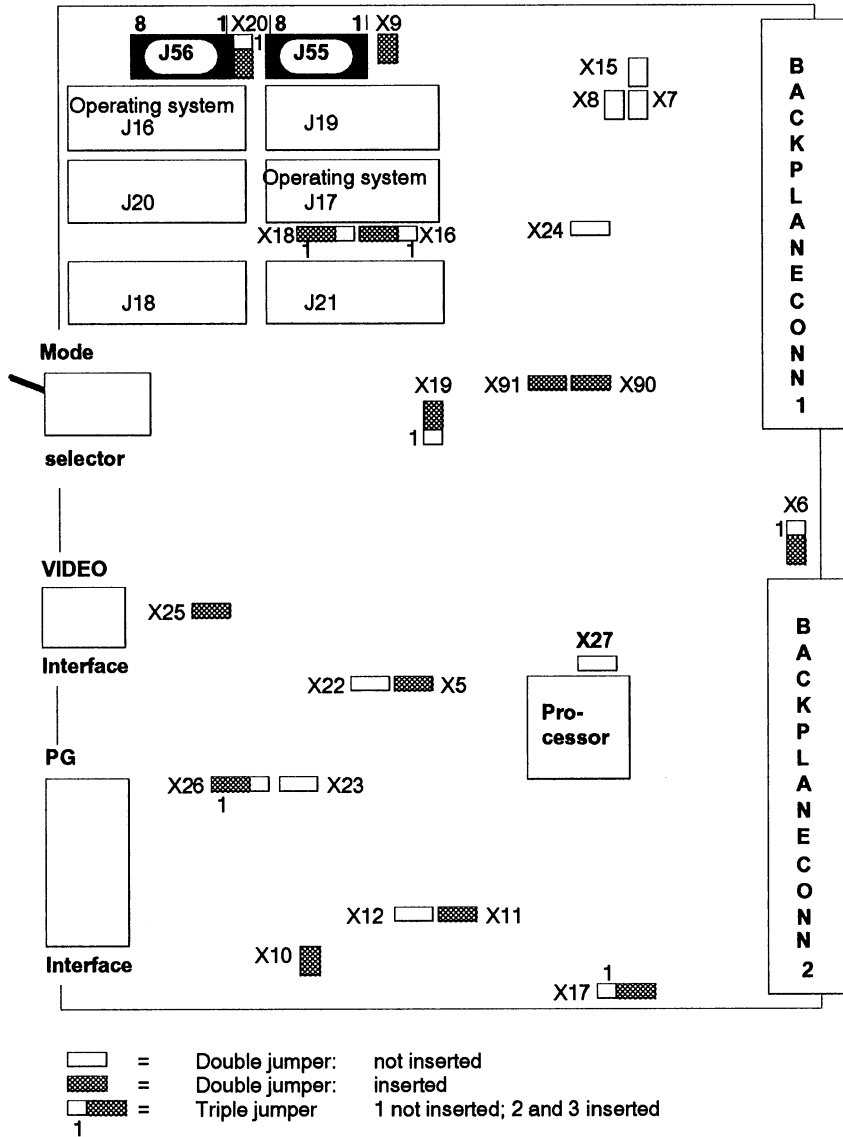 8 1 X20 8 1 X9
1
J56 J55
X15
X8 X7
Operating system
J16
J19
J20
Operating system
J17
X18 X16
1 1
X24
J18
J21
BACKPLANECONN 1
Mode
selector
X19
1
X91 X90
X6
1
VIDEO
Interface
X25
X27
X22 X5
Pro-
cessor
BACKPLANECONN 2
PG
Interface
X26 X23
1
X12 X11
X10
1
X17
= Double jumper: not inserted
= Double jumper: inserted
= Triple jumper 1 not inserted; 2 and 3 inserted
1